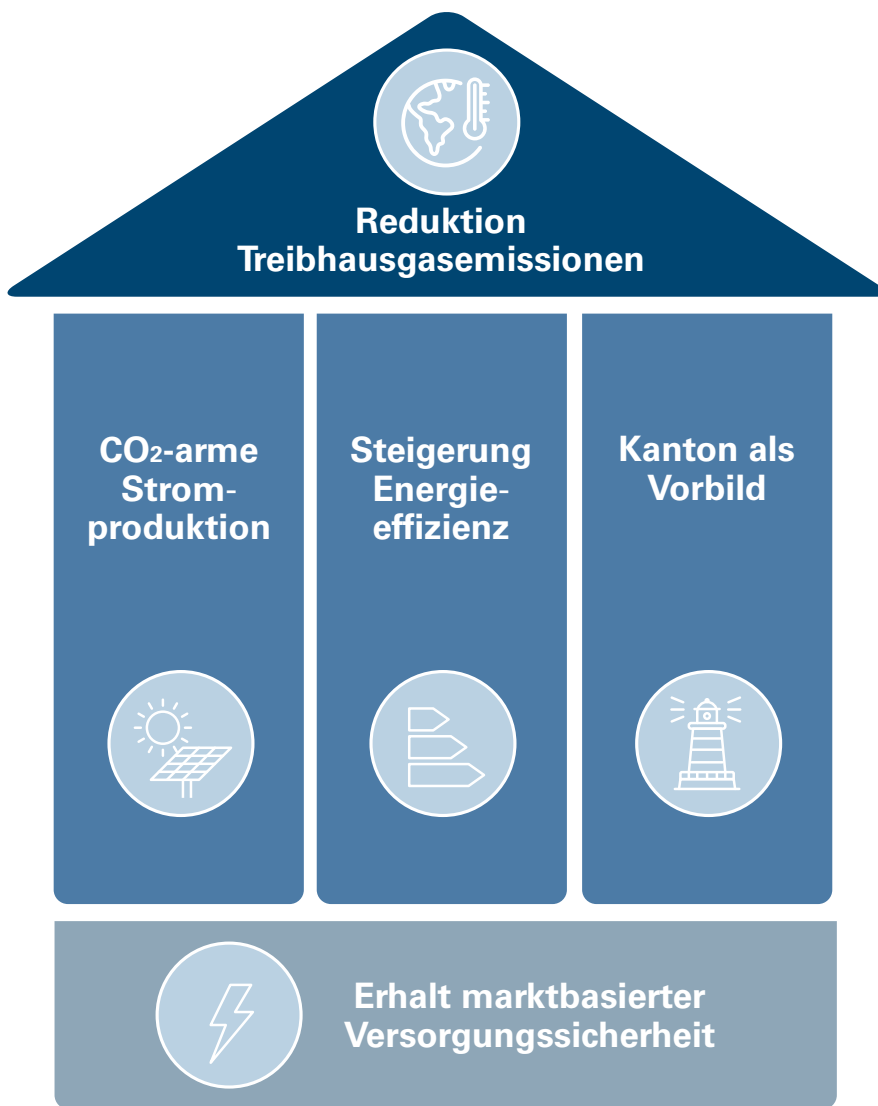 Reduktion
Treibhausgasemissionen
CO₂-arme
Strom-
produktion
Steigerung
Energie-
effizienz
Kanton als
Vorbild
Erhalt marktbasierter
Versorgungssicherheit